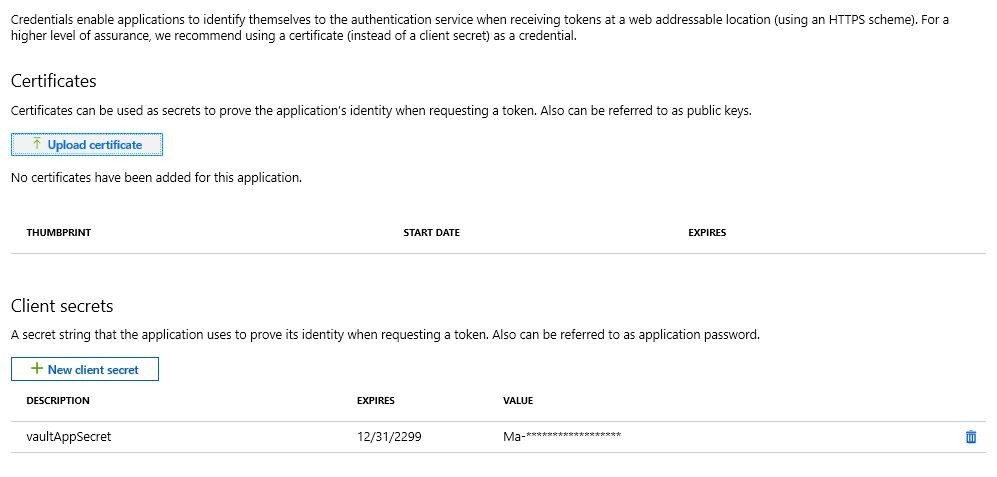 Credentials enable applications to identify themselves to the authentication service when receiving tokens at a web addressable location (using an HTTPS scheme). For a
higher level of assurance, we recommend using a certificate (instead of a client secret) as a credential.
Certificates
Certificates can be used as secrets to prove the application's identity when requesting a token. Also can be referred to as public keys.
Upload certificate
No certificates have been added for this application.
THUMBPRINT START DATE EXPIRES
Client secrets
A secret string that the application uses to prove its identity when requesting a token. Also can be referred to as application password.
New client secret
DESCRIPTION EXPIRES VALUE
vaultAppSecret 12/31/2299 Ma-******************